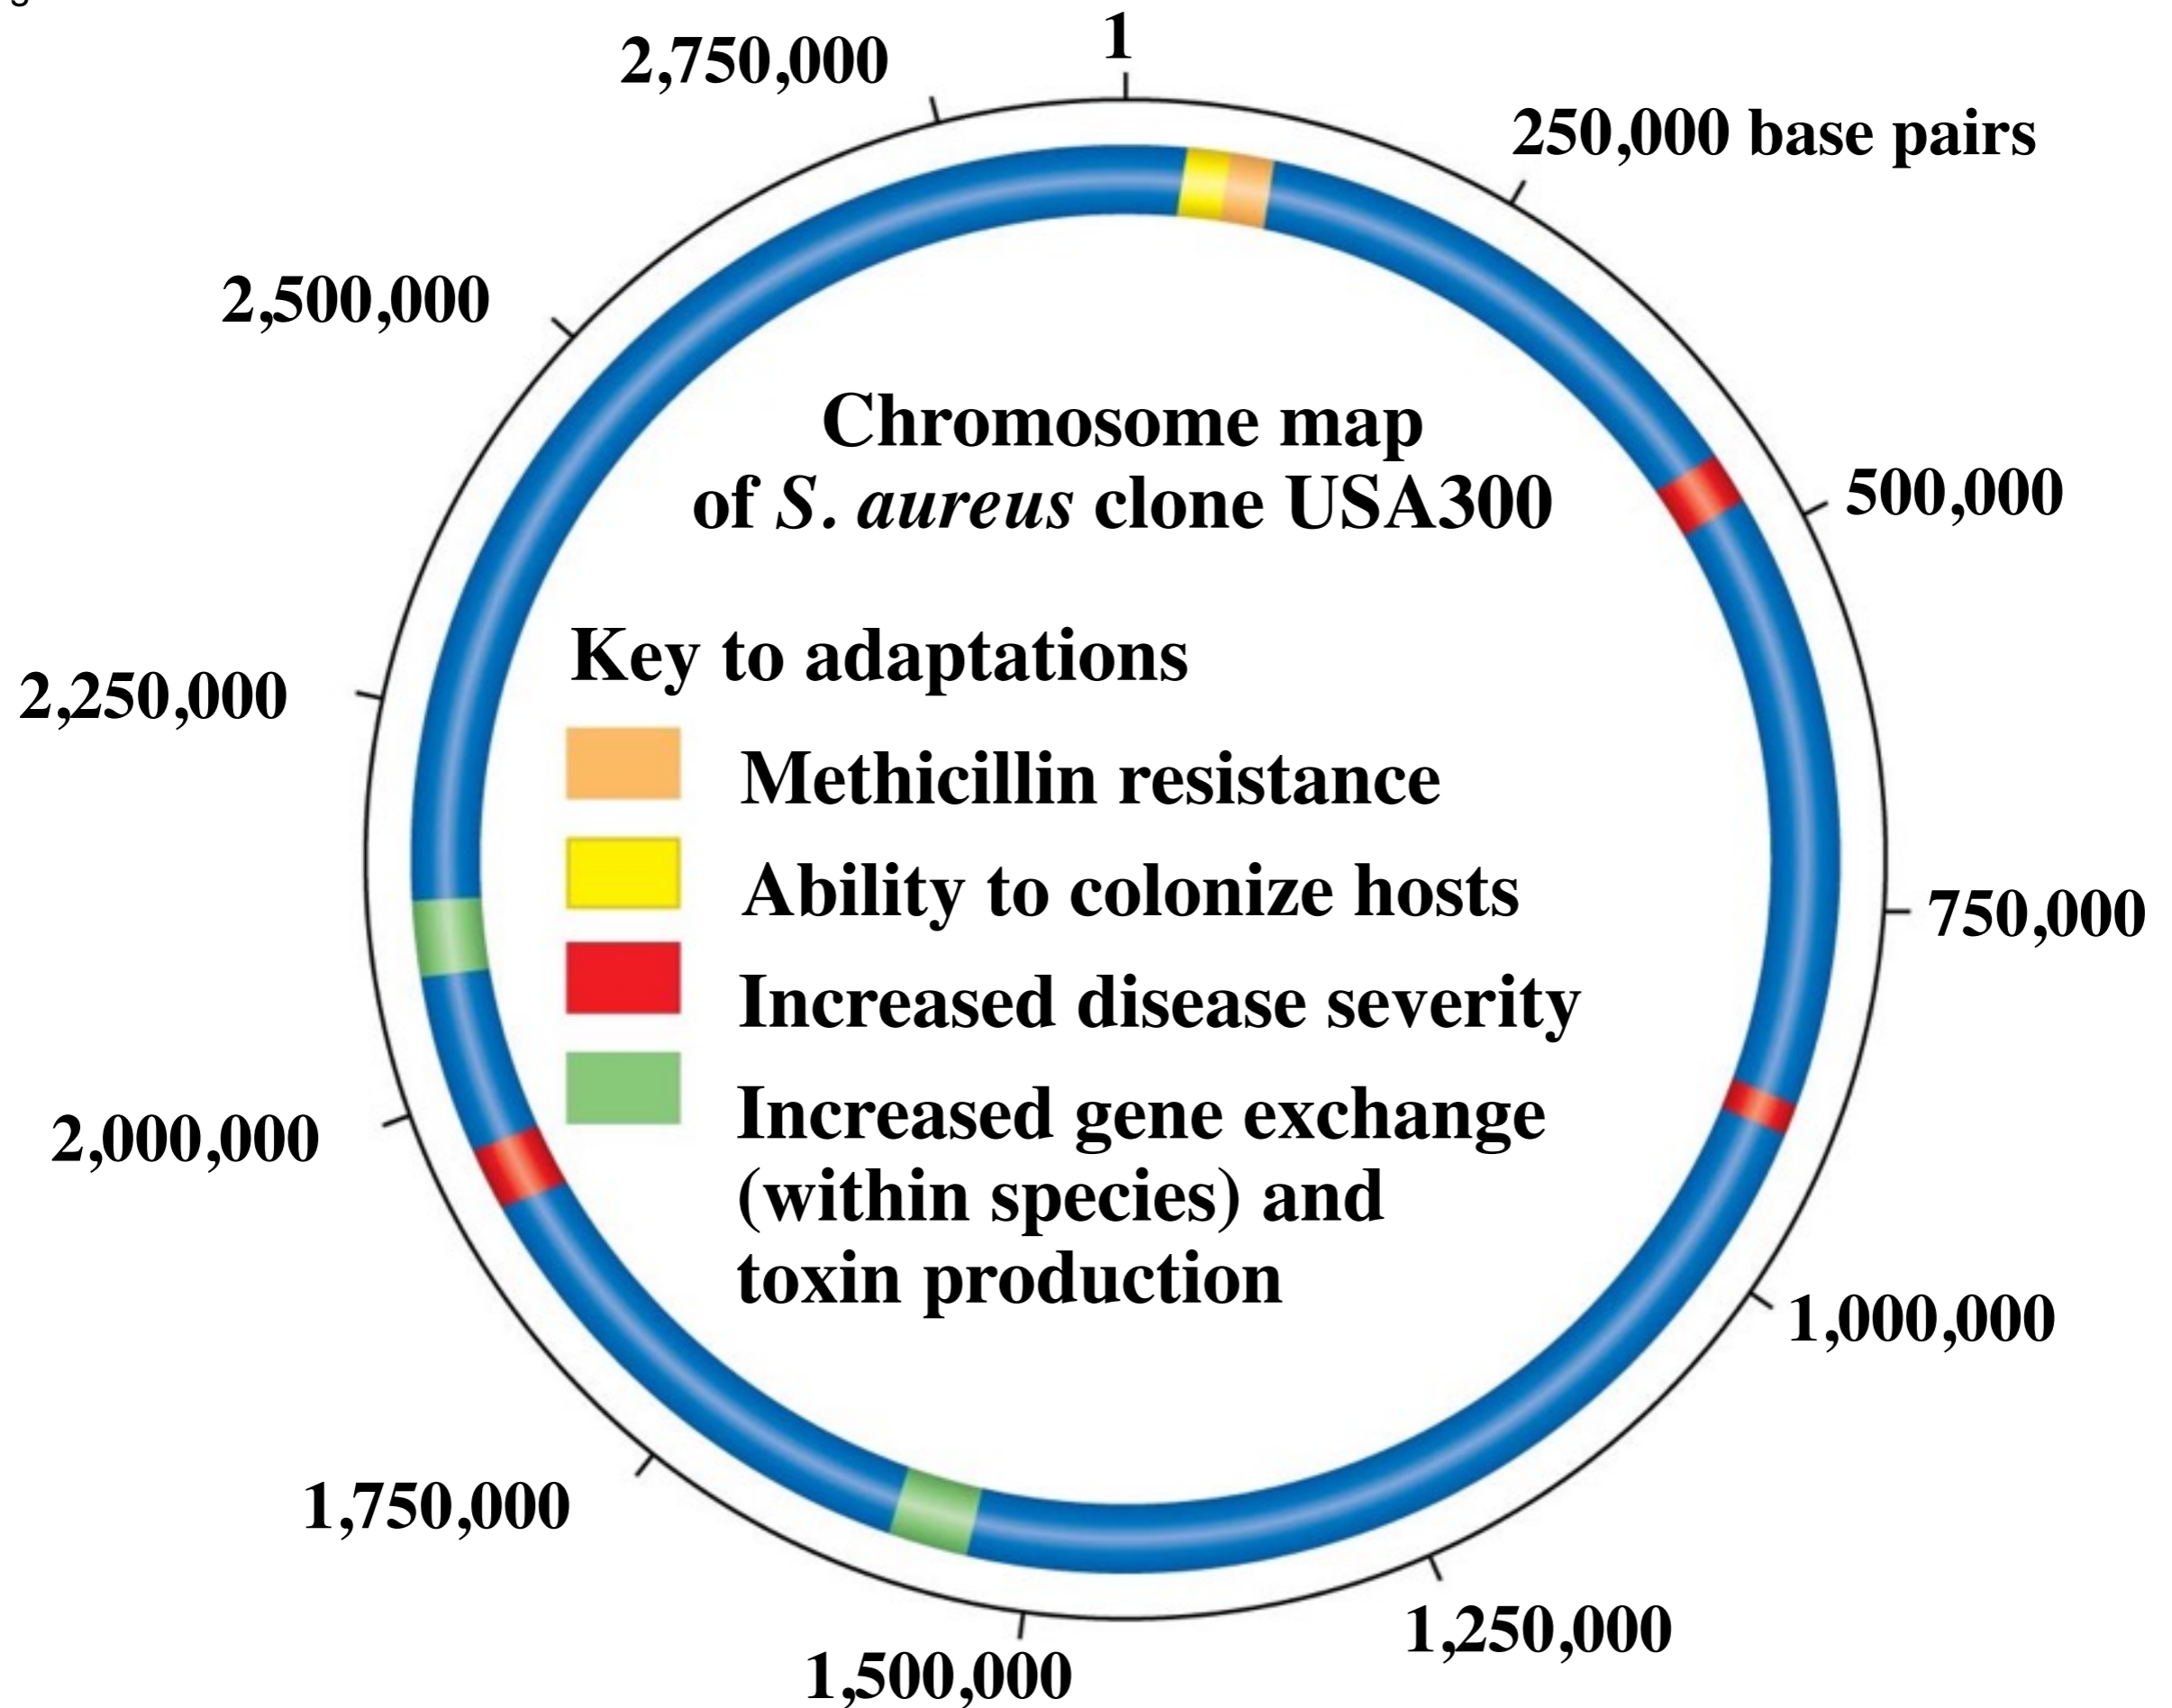 1
2,750,000
250,000 base pairs
2,500,000
Chromosome map
of S. aureus clone USA300
500,000
Key to adaptations
2,250,000
Methicillin resistance
Ability to colonize hosts
750,000
Increased disease severity
Increased gene exchange
(within species) and
toxin production
2,000,000
1,000,000
1,750,000
1,250,000
1,500,000